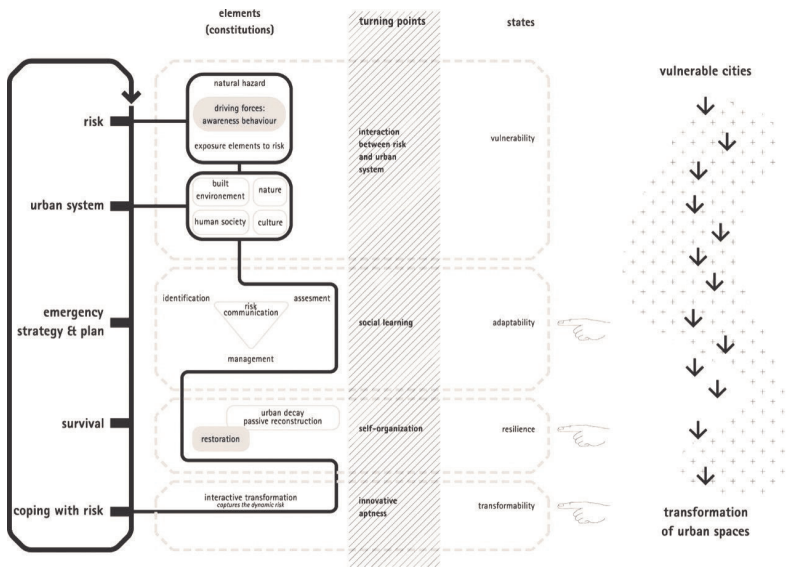 elements
(constitutions)
turning points
states
vulnerable cities
risk
natural hazard
driving forces:
awareness behaviour
exposure elements to risk
interaction
between risk
and urban
system
vulnerability
urban system
built
environement
nature
human society
culture
emergency
strategy & plan
identification
assesment
risk
communication
management
social learning
adaptability
survival
urban decay
passive reconstruction
restoration
self-organization
resilience
coping with risk
interactive transformation
captures the dynamic risk
innovative
aptness
transformability
transformation
of urban spaces